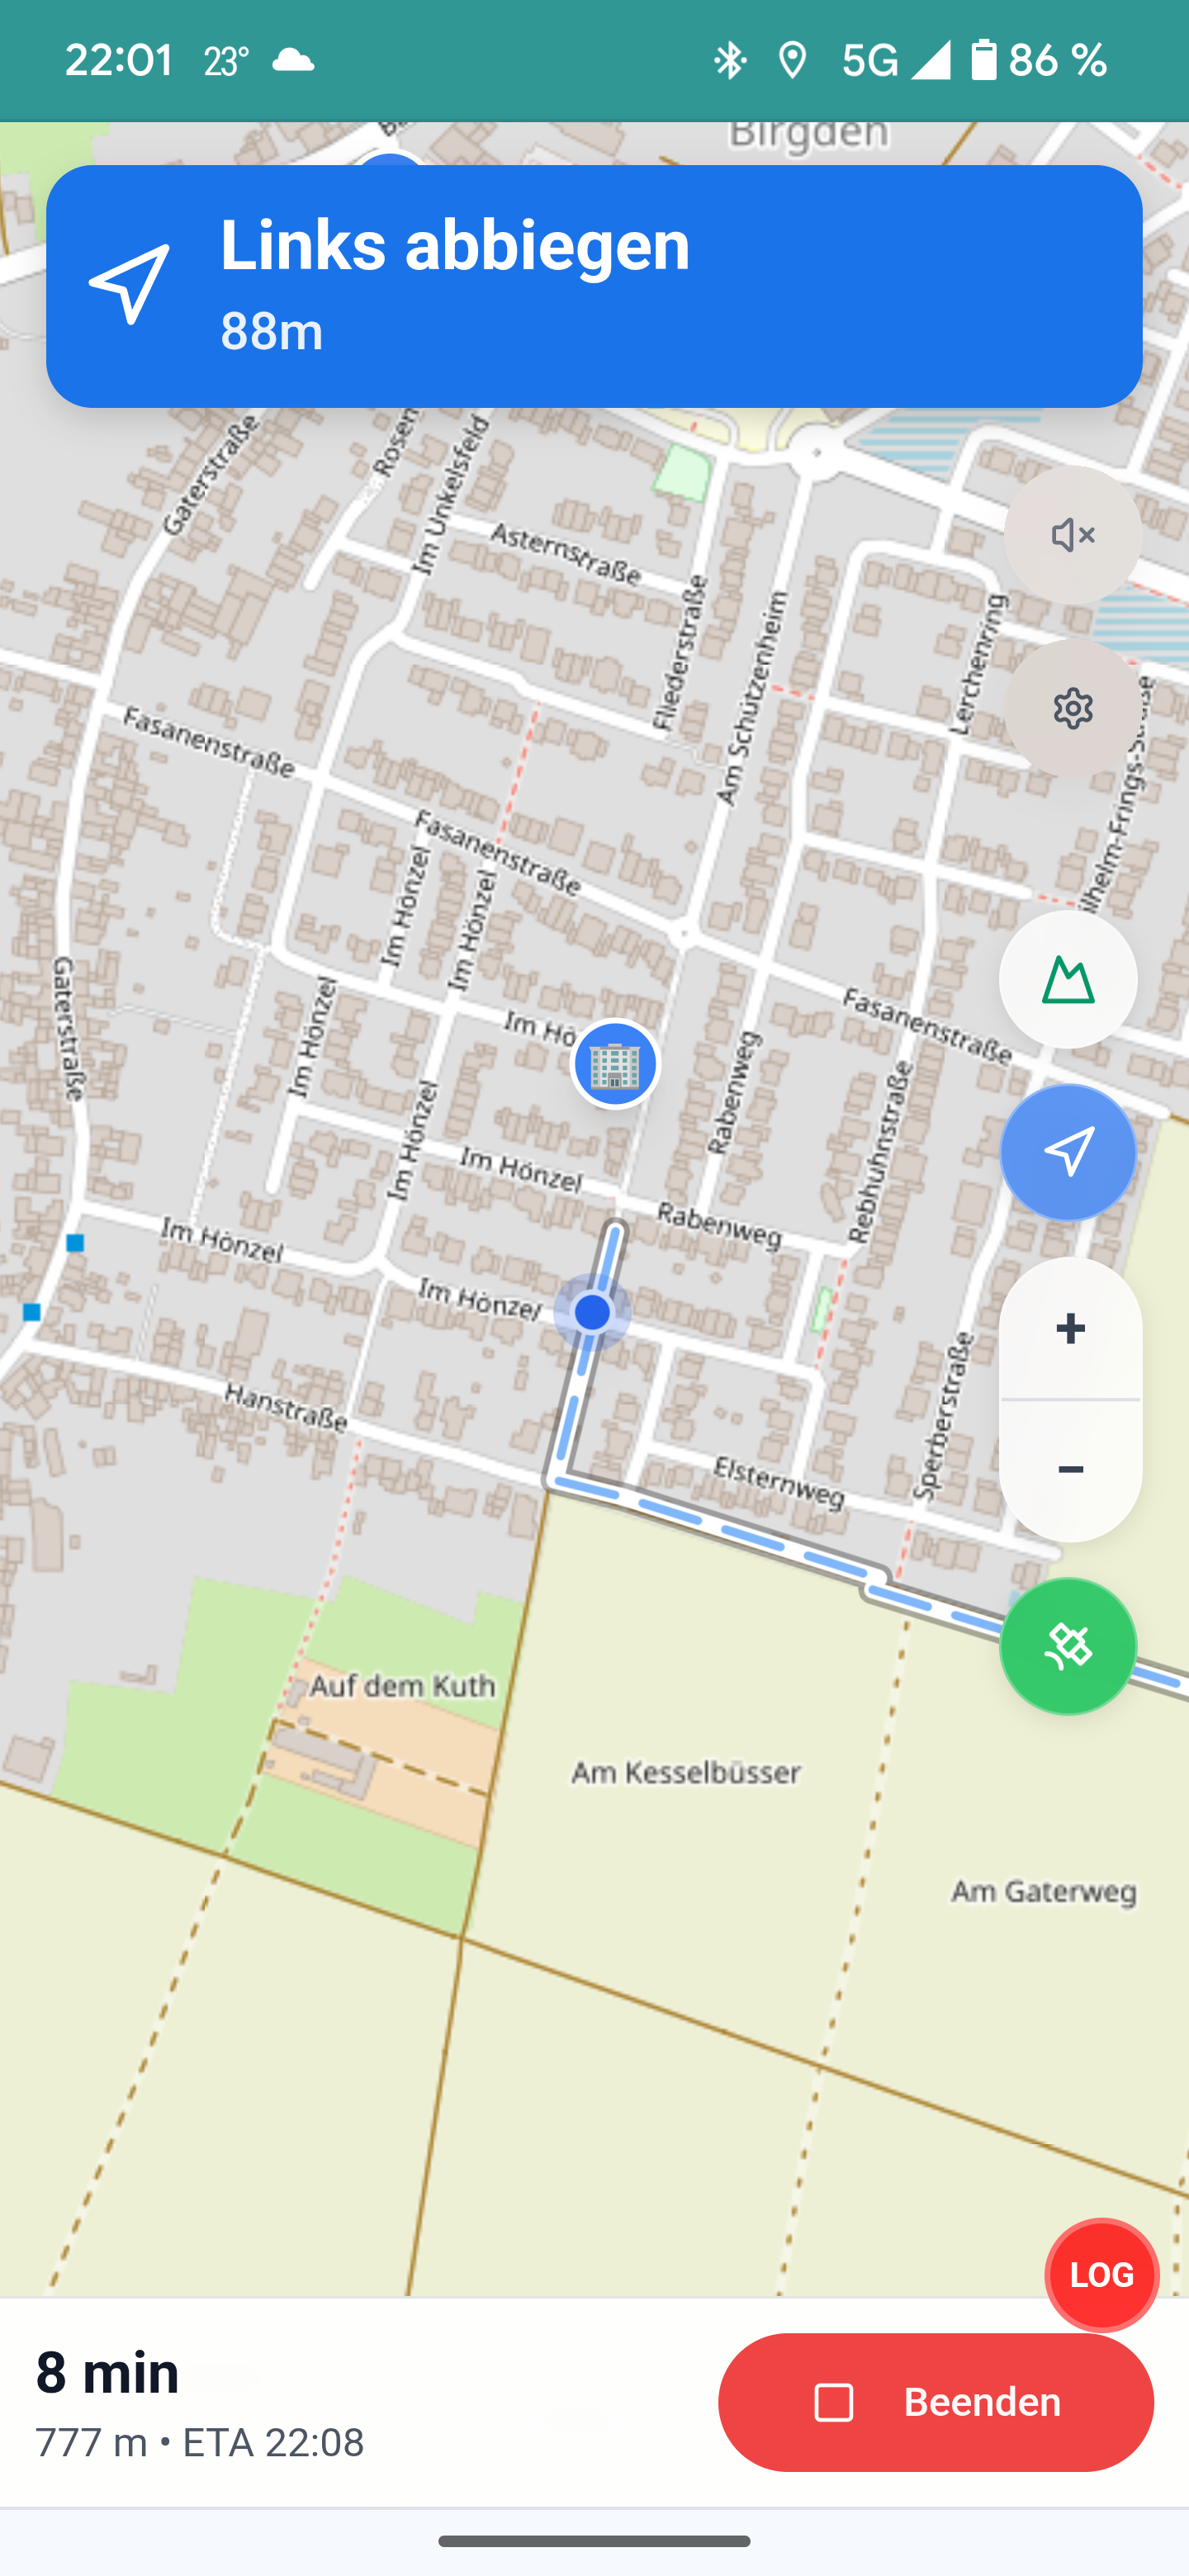 22:01 23° 5G 86 %
Birgden
Links abbiegen
88m
Gaterstraße
Rosen
Im Unkelsfeld
Asternstraße
Fliederstraße
Am Schützenheim
Lerchenring
Fasanenstraße
Fasanenstraße
Im Hönzel
Im Hönzel
ilhelm-Frings-Straße
Gaterstraße
Im Hönzel
Im Hö
Fasanenstraße
Rabenweg
Rebhuhnstraße
Im Hönzel
Im Hönzel
Rabenweg
Im Hönzel
Im Hönzel
+
Hanstraße
Sperberstraße
−
Elsternweg
Auf dem Kuth
Am Kesselbüsser
Am Gaterweg
LOG
8 min
777 m • ETA 22:08
Beenden